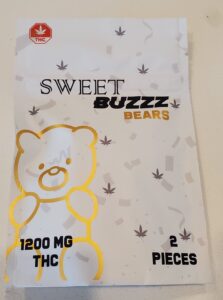 THC
SWEET
BUZZZ
BEARS
1200 MG
THC
2
PIECES